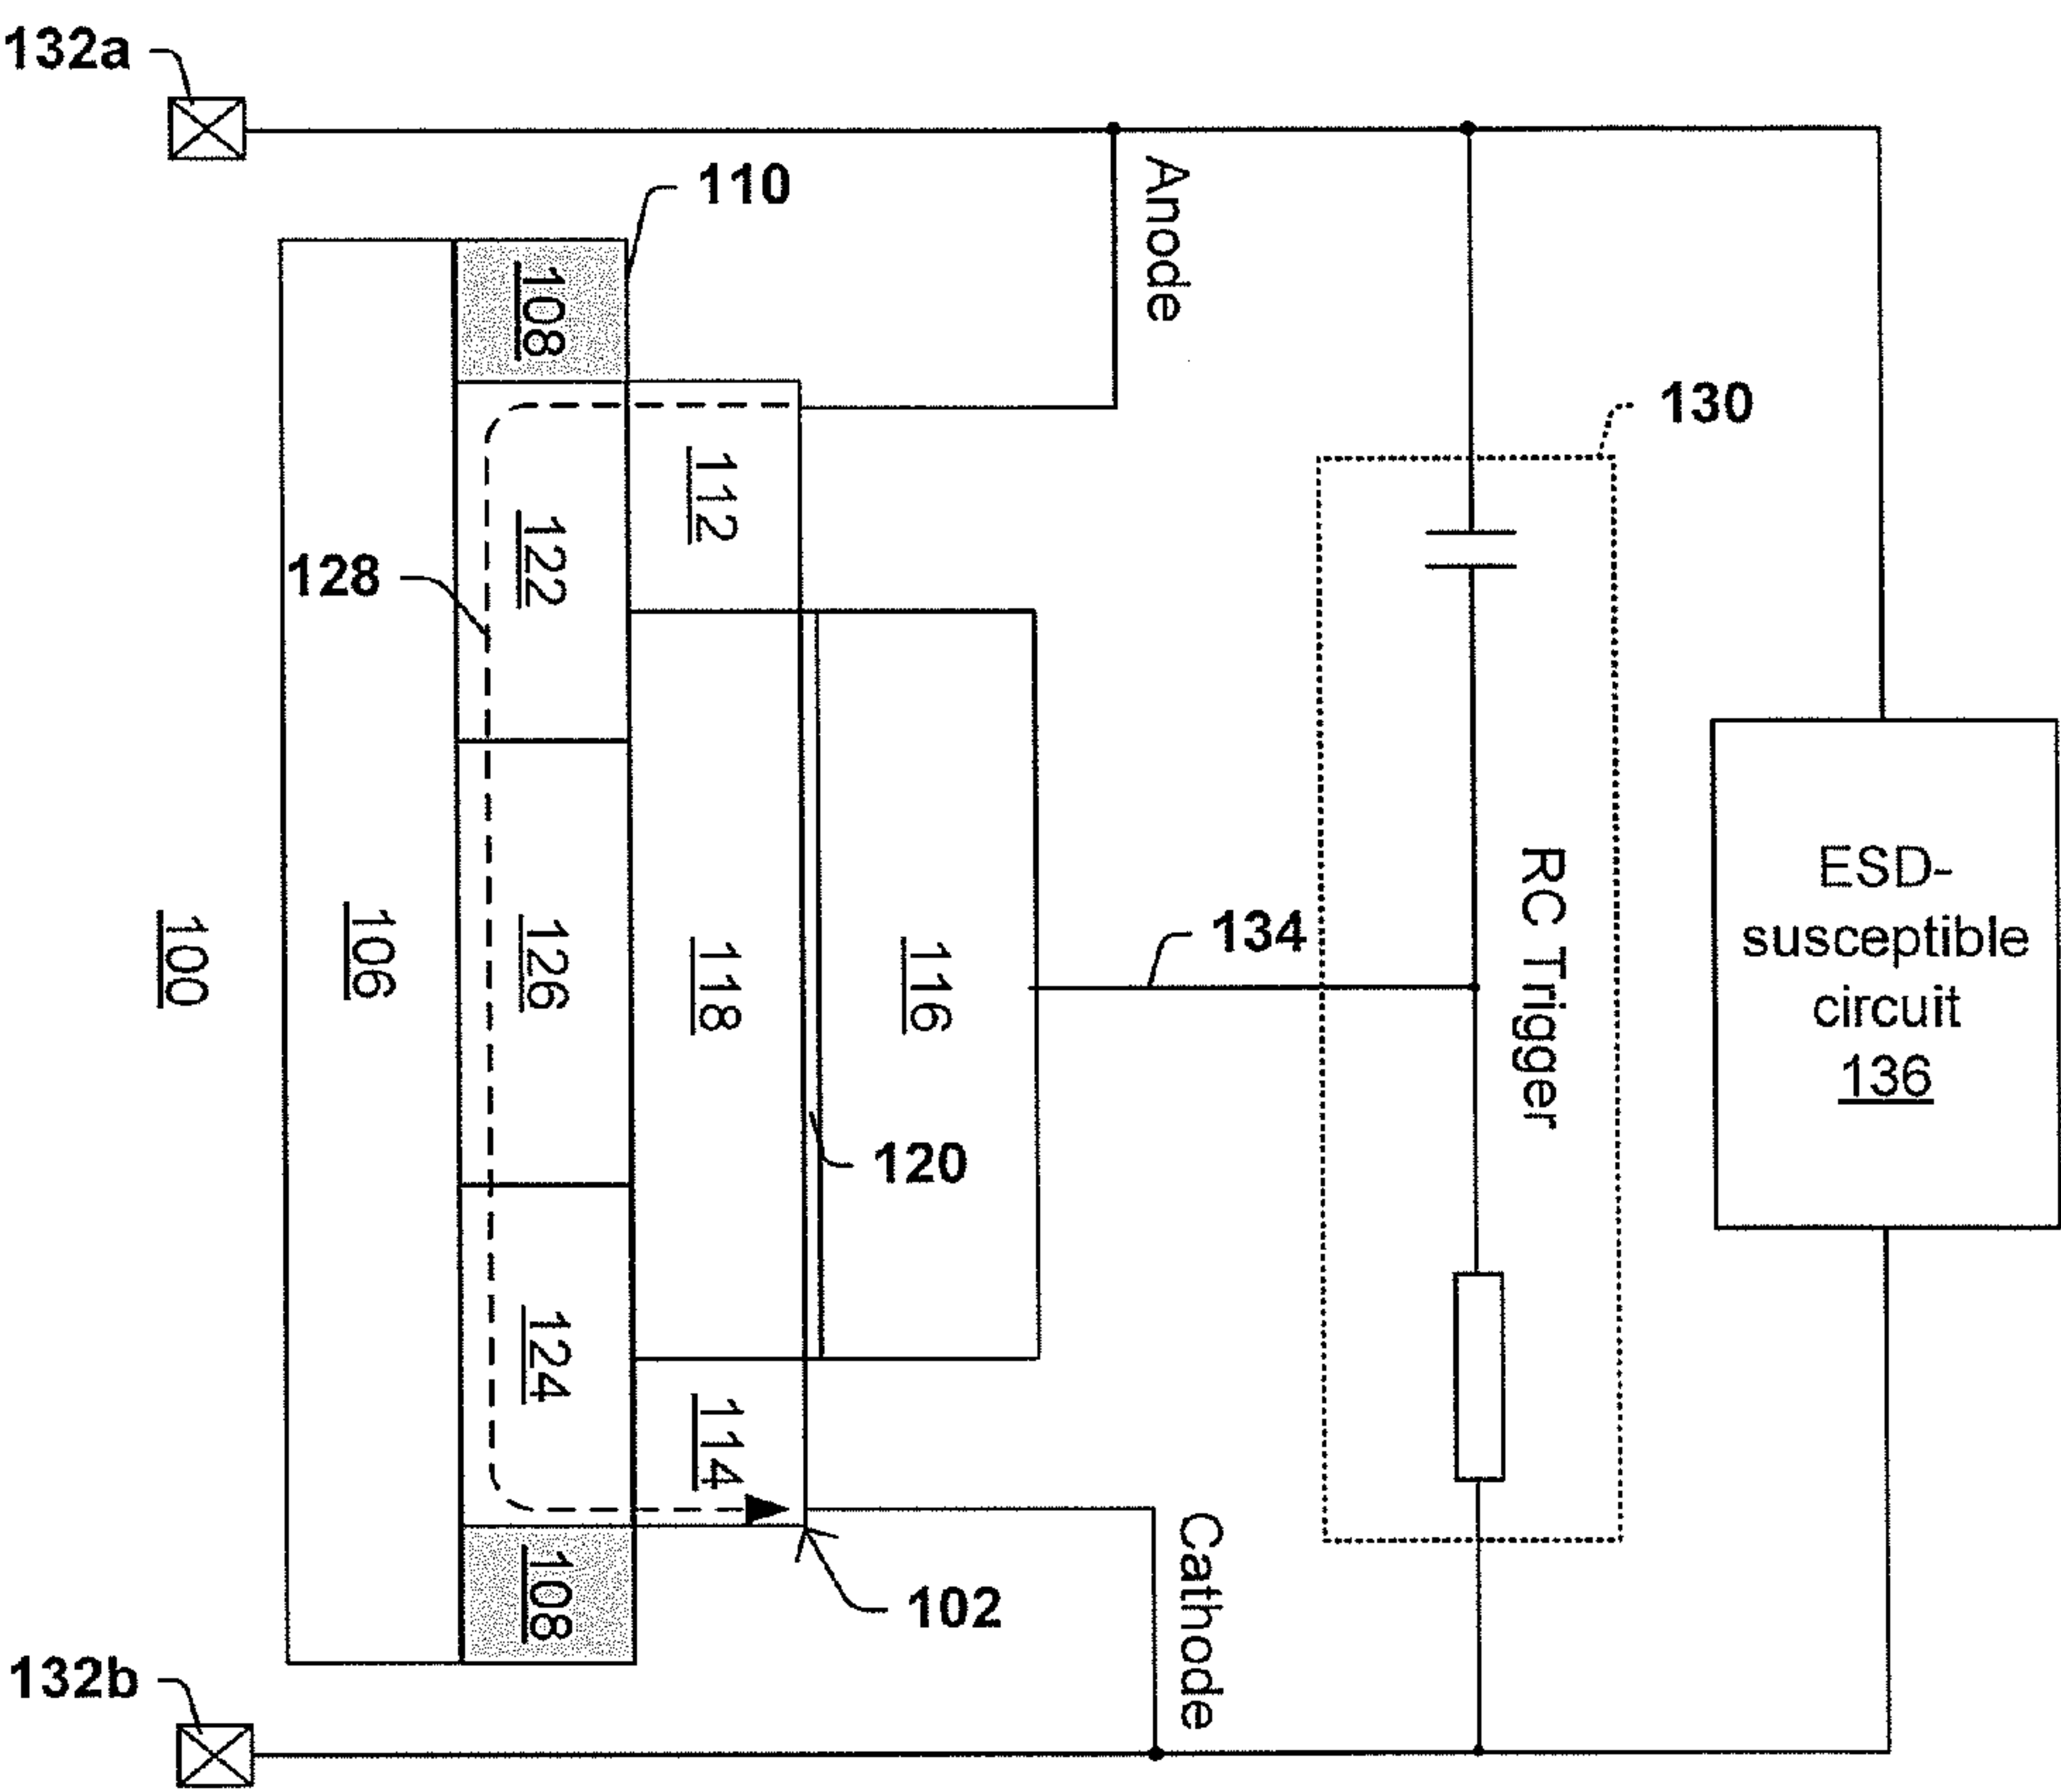 132a
110
Anode
108
130
112
122
128
RC Trigger
ESD-
susceptible
circuit
136
134
100
106
126
118
116
120
124
114
108
102
Cathode
132b